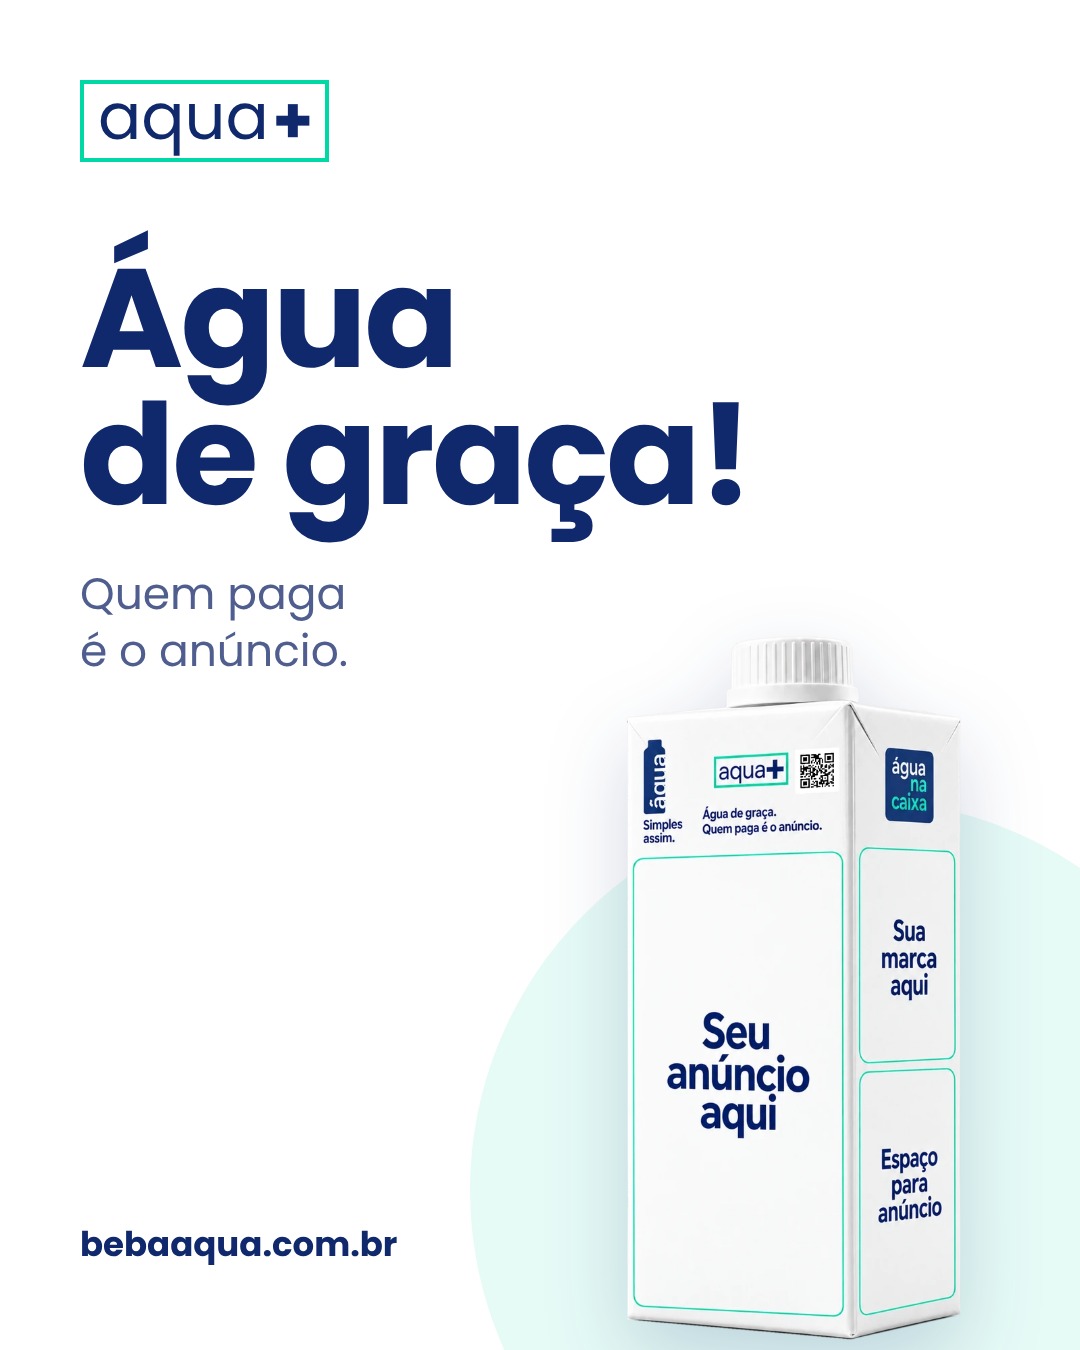 aqua+
Água
de graça!
Quem paga
é o anúncio.
água
Simples
assim.
aqua+
Água de graça.
Quem paga é o anúncio.
água
na
caixa
Seu
anúncio
aqui
Sua
marca
aqui
Espaço
para
anúncio
bebaaqua.com.br